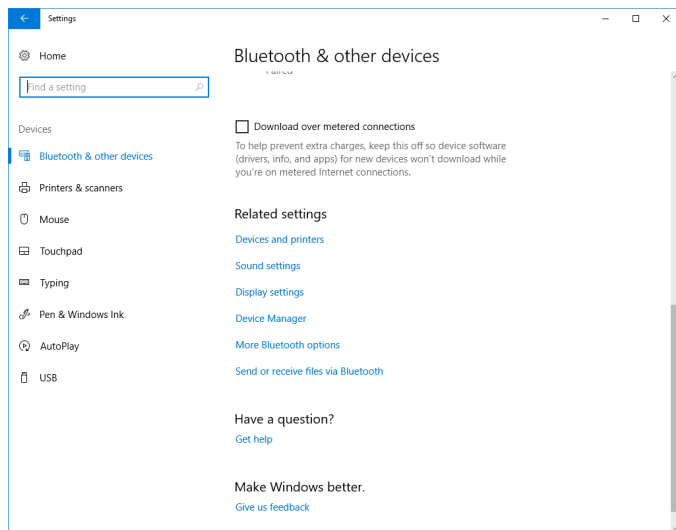 Settings
Home
Find a setting
Devices
Bluetooth & other devices
Printers & scanners
Mouse
Touchpad
Typing
Pen & Windows Ink
AutoPlay
USB
Bluetooth & other devices
Paired
Download over metered connections
To help prevent extra charges, keep this off so device software
(drivers, info, and apps) for new devices won't download while
you're on metered Internet connections.
Related settings
Devices and printers
Sound settings
Display settings
Device Manager
More Bluetooth options
Send or receive files via Bluetooth
Have a question?
Get help
Make Windows better.
Give us feedback